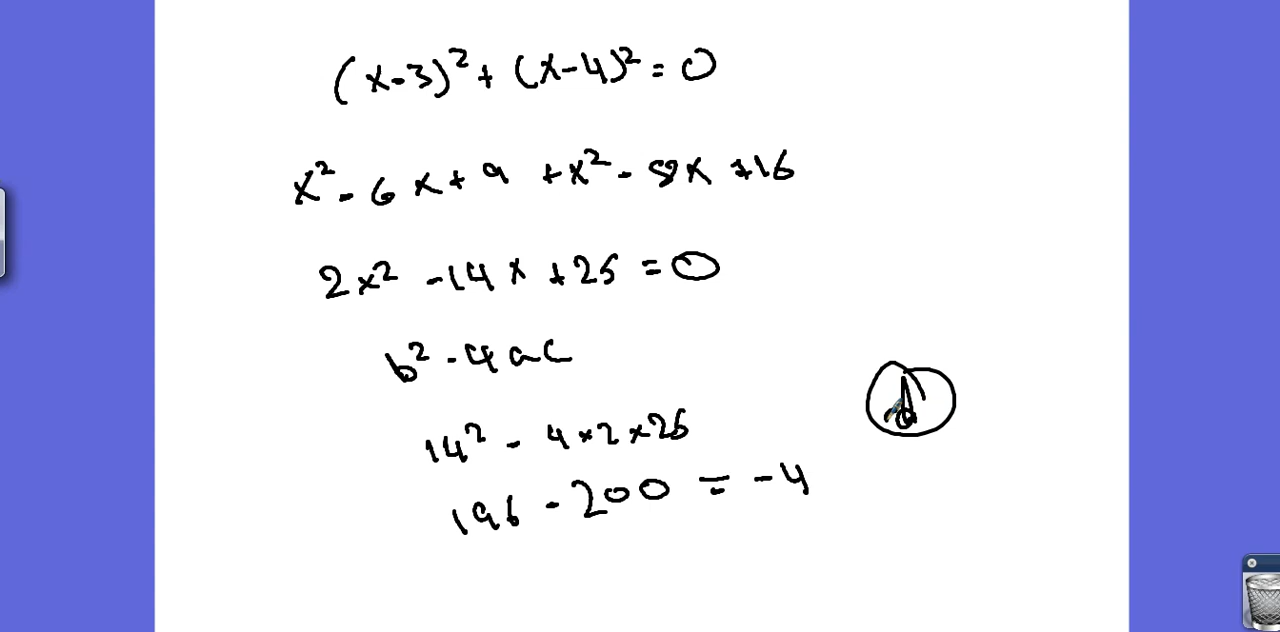 (x-3)² + (x-4)² = 0
x² - 6x + 9 + x² - 8x + 16
2x² - 14x + 25 = 0
b² - 4ac
14² - 4×2×25
196 - 200 = -4